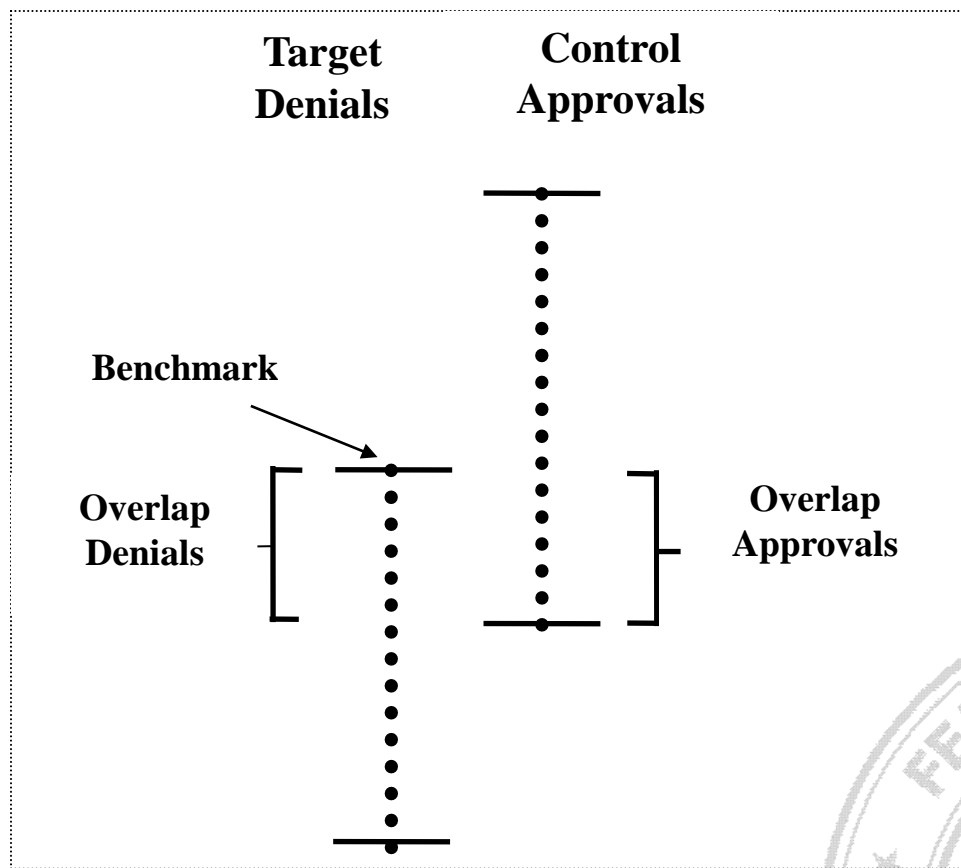 Target
Denials
Control
Approvals
Benchmark
Overlap
Denials
Overlap
Approvals